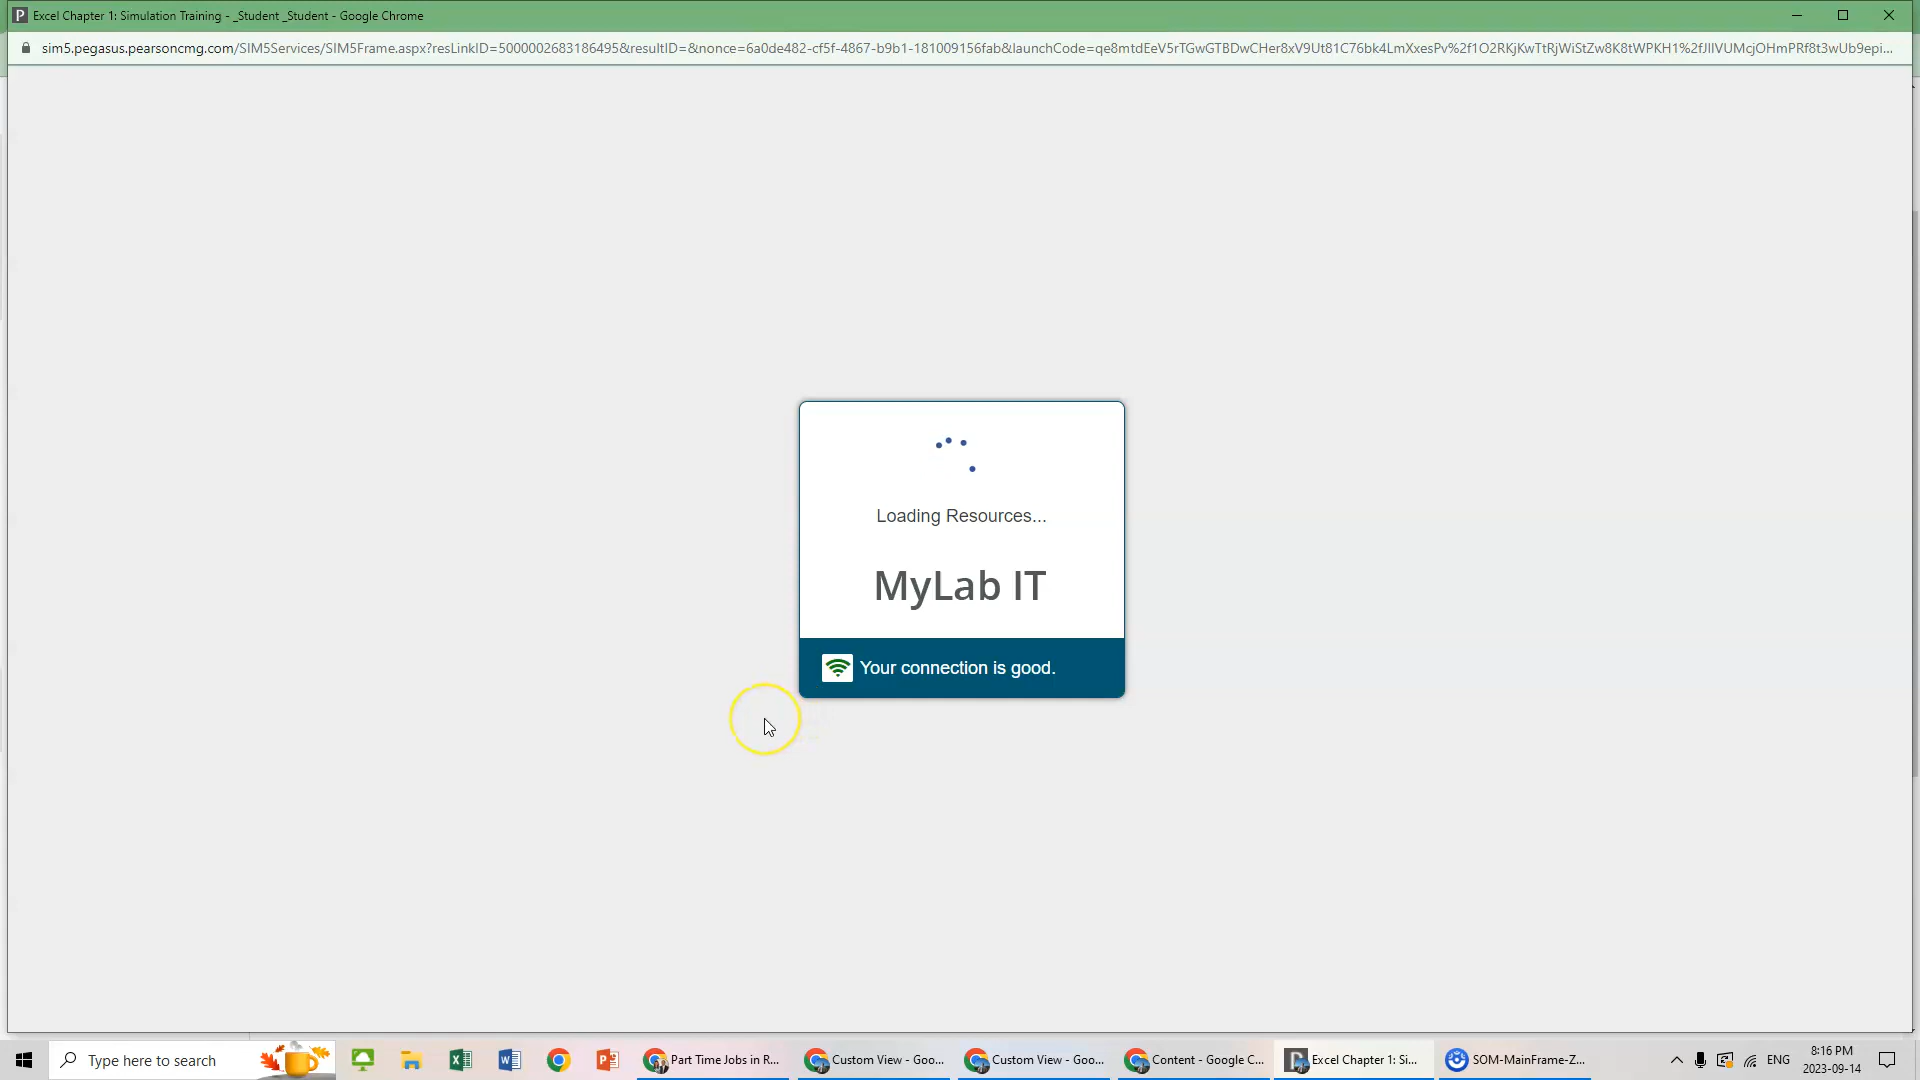 Excel Chapter 1: Simulation Training - _Student _Student - Google Chrome
sim5.pegasus.pearsoncmg.com/SIM5Services/SIM5Frame.aspx?resLinkID=5000002683186495&resultID=&nonce=6a0de482-cf5f-4867-b9b1-181009156fab&launchCode=qe8mtdEeV5rTGwGTBDwCHer8xV9Ut81C76bk4LmXxesPv%2f1O2RKjKwTtRjWiStZw8K8tWPKH1%2fJIIVUMcjOHmPRf8t3wUb9epi...
Loading Resources...
MyLab IT
Your connection is good.
Type here to search
Part Time Jobs in R...
Custom View - Goo...
Custom View - Goo...
Content - Google C...
Excel Chapter 1: Si...
SOM-MainFrame-Z...
ENG
8:16 PM
2023-09-14